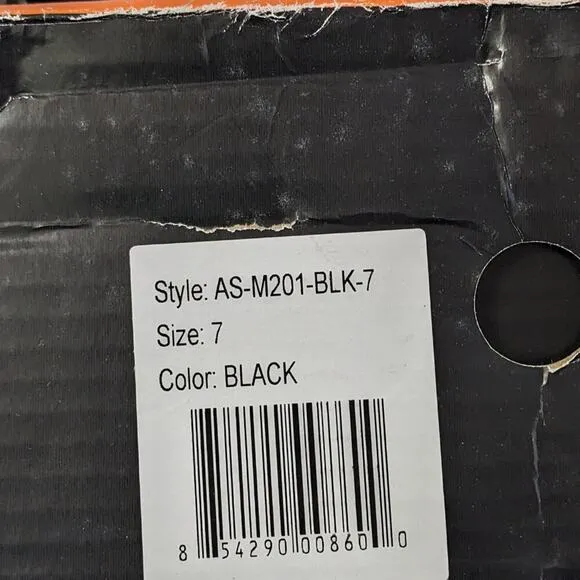 Style: AS-M201-BLK-7
Size: 7
Color: BLACK
8 54290 00860 0